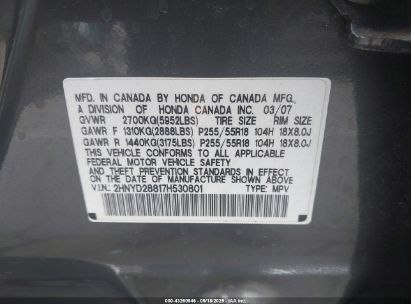 MFD. IN CANADA BY HONDA OF CANADA MFG.,
A DIVISION OF HONDA CANADA INC. 03/07
GVWR 2700KG(5952LBS) TIRE SIZE RIM SIZE
GAWR F 1310KG(2888LBS) P255/55R18 104H 18X8.0J
GAWR R 1440KG(3175LBS) P255/55R18 104H 18X8.0J
THIS VEHICLE CONFORMS TO ALL APPLICABLE
FEDERAL MOTOR VEHICLE SAFETY
AND THEFT PREVENTION STANDARDS IN EFFECT ON
THE DATE OF MANUFACTURE SHOWN ABOVE.
V.I.N.: 2HNYD28817H530801 TYPE: MPV